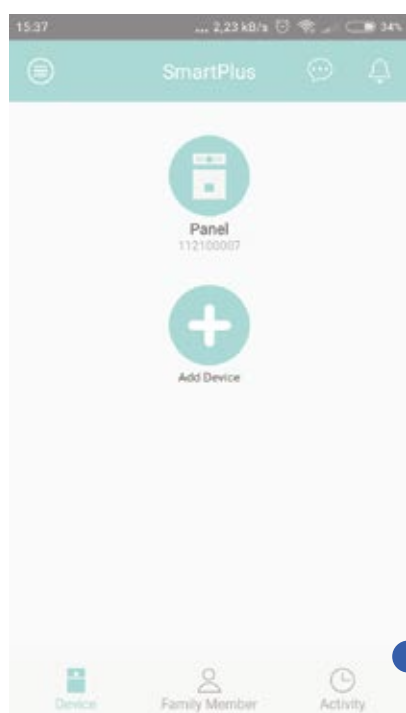 15:37 ... 2,23 kB/s 34%
SmartPlus
Panel
112100007
Add Device
Device Family Member Activity